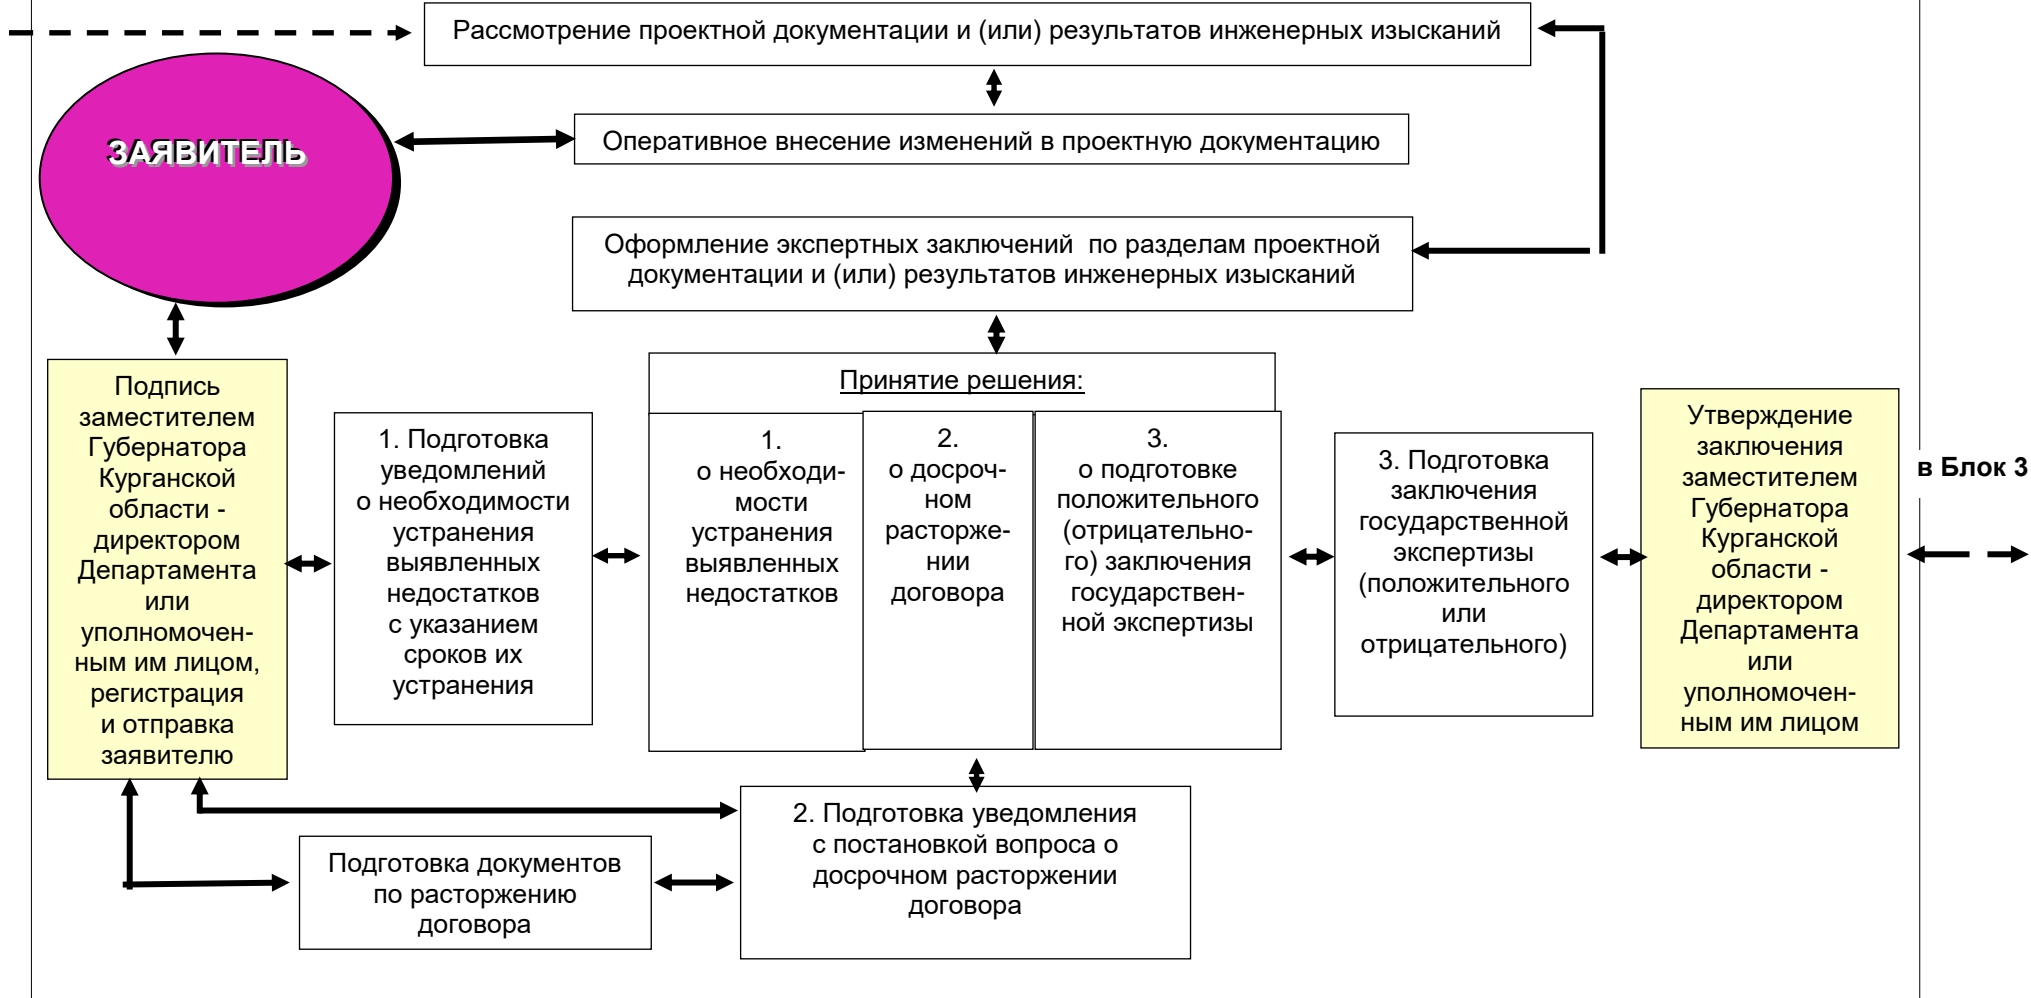 Рассмотрение проектной документации и (или) результатов инженерных изысканий
ЗАЯВИТЕЛЬ
Оперативное внесение изменений в проектную документацию
Оформление экспертных заключений по разделам проектной
документации и (или) результатов инженерных изысканий
Подпись
заместителем
Губернатора
Курганской
области -
директором
Департамента
или
уполномочен-
ным им лицом,
регистрация
и отправка
заявителю
1. Подготовка
уведомлений
о необходимости
устранения
выявленных
недостатков
с указанием
сроков их
устранения
Принятие решения:
1.
о необходи-
мости
устранения
выявленных
недостатков
2.
о досроч-
ном
расторже-
нии
договора
3.
о подготовке
положительного
(отрицательно-
го) заключения
государствен-
ной экспертизы
3. Подготовка
заключения
государственной
экспертизы
(положительного
или
отрицательного)
Утверждение
заключения
заместителем
Губернатора
Курганской
области -
директором
Департамента
или
уполномочен-
ным им лицом
в Блок 3
2. Подготовка уведомления
с постановкой вопроса о
досрочном расторжении
договора
Подготовка документов
по расторжению
договора